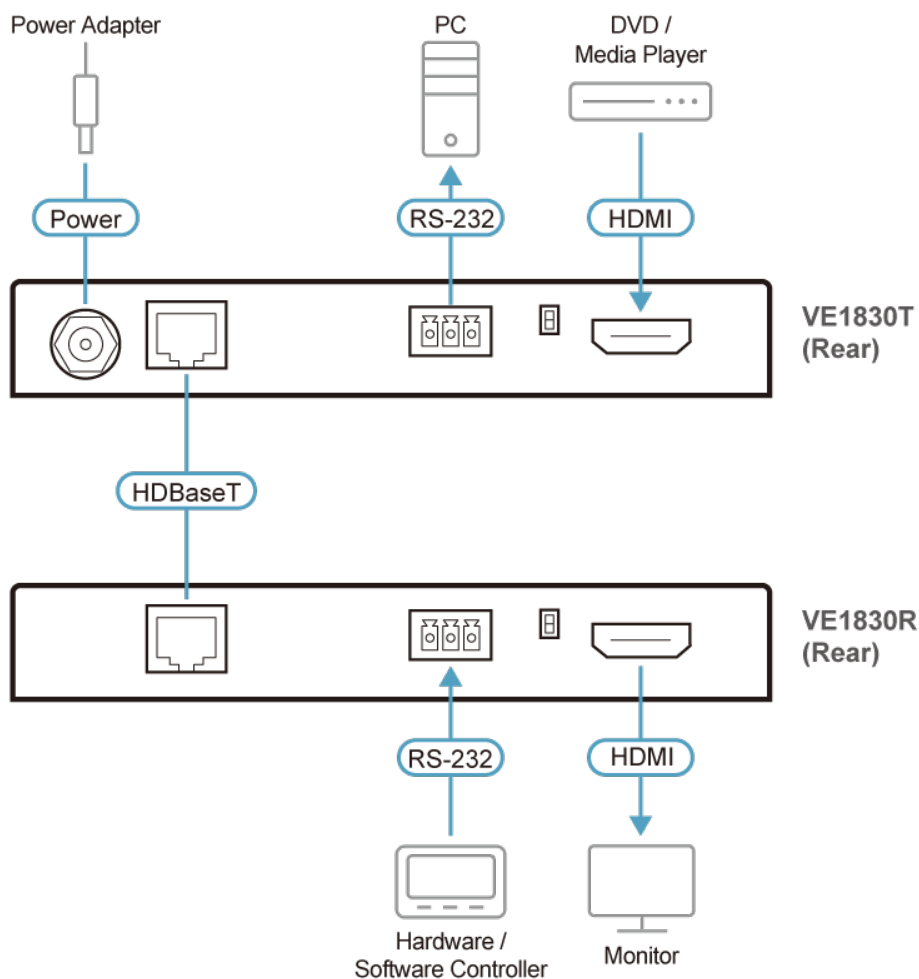 Power Adapter
PC
DVD /
Media Player
Power
RS-232
HDMI
VE1830T
(Rear)
HDBaseT
VE1830R
(Rear)
RS-232
HDMI
Hardware /
Software Controller
Monitor